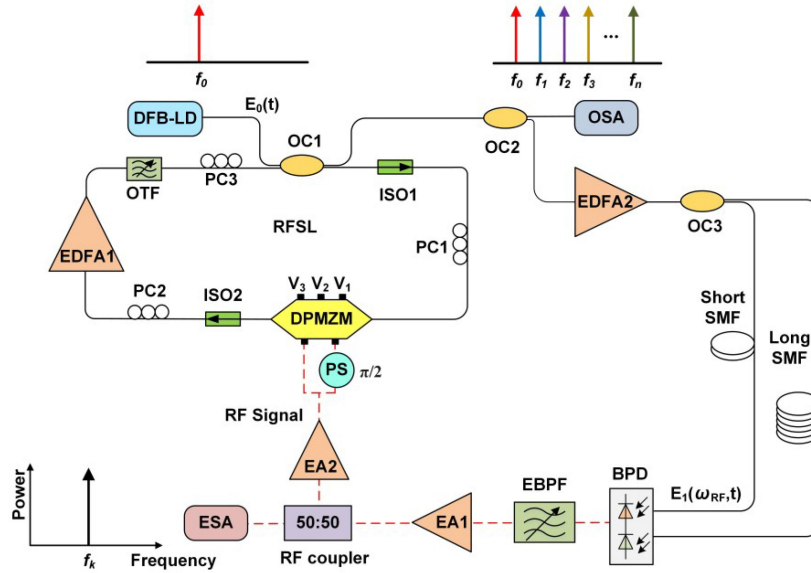 f0
f0 f1 f2 f3 ... fn
E0(t)
DFB-LD
OC1
OC2
OSA
OTF
PC3
ISO1
EDFA2
OC3
RFSL
EDFA1
PC1
PC2
ISO2
V3 V2 V1
DPMZM
Short
SMF
Long
SMF
PS
π/2
RF Signal
EA2
EBPF
BPD
E1(ωRF,t)
Power
fk
Frequency
ESA
50:50
RF coupler
EA1